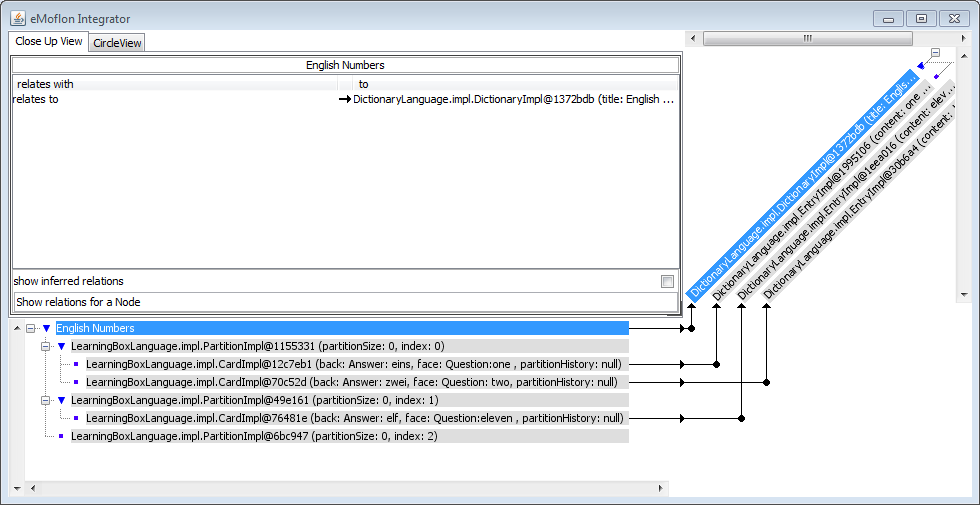 eMoflon Integrator
Close Up View
CircleView
English Numbers
relates with to
relates to DictionaryLanguage.impl.DictionaryImpl@1372bdb (title: English ...
show inferred relations
Show relations for a Node
DictionaryLanguage.impl.DictionaryImpl@1372bdb (title: Englis...
DictionaryLanguage.impl.EntryImpl@1995106 (content: one ...
DictionaryLanguage.impl.EntryImpl@1eea016 (content: elev...
DictionaryLanguage.impl.EntryImpl@30b6a4 (content:
English Numbers
LearningBoxLanguage.impl.PartitionImpl@1155331 (partitionSize: 0, index: 0)
LearningBoxLanguage.impl.CardImpl@12c7eb1 (back: Answer: eins, face: Question:one , partitionHistory: null)
LearningBoxLanguage.impl.CardImpl@70c52d (back: Answer: zwei, face: Question: two, partitionHistory: null)
LearningBoxLanguage.impl.PartitionImpl@49e161 (partitionSize: 0, index: 1)
LearningBoxLanguage.impl.CardImpl@76481e (back: Answer: elf, face: Question:eleven , partitionHistory: null)
LearningBoxLanguage.impl.PartitionImpl@6bc947 (partitionSize: 0, index: 2)